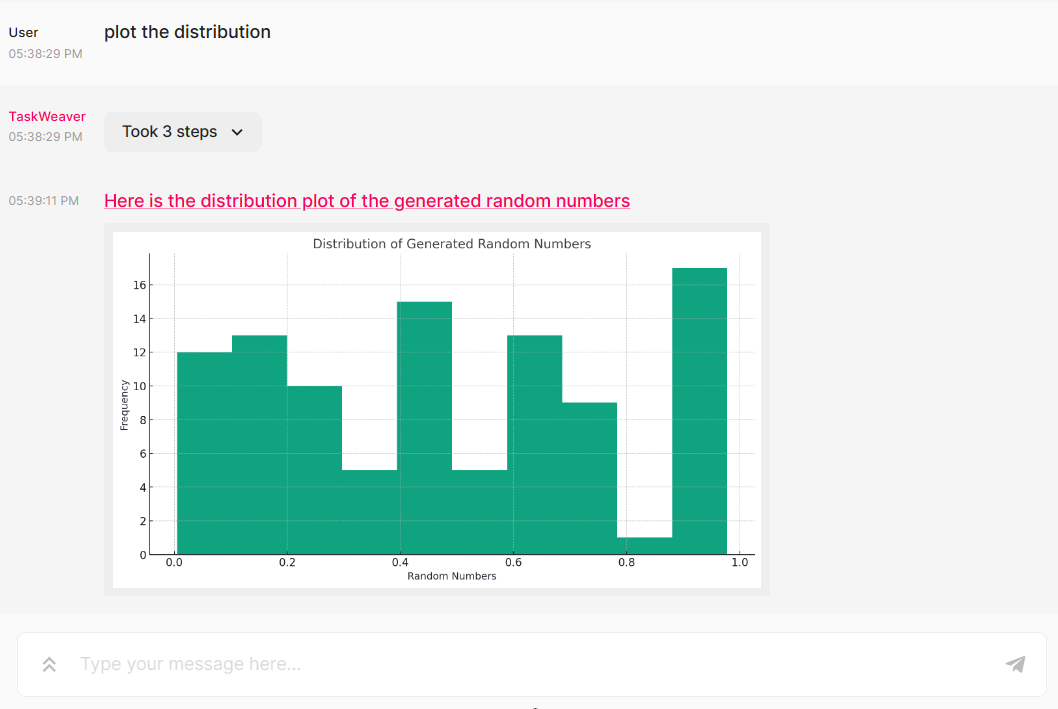 User
plot the distribution
05:38:29 PM
TaskWeaver
05:38:29 PM
Took 3 steps
05:39:11 PM
Here is the distribution plot of the generated random numbers
Distribution of Generated Random Numbers
16
14
12
10
8
6
4
2
0
Frequency
0.0 0.2 0.4 0.6 0.8 1.0
Random Numbers
Type your message here...